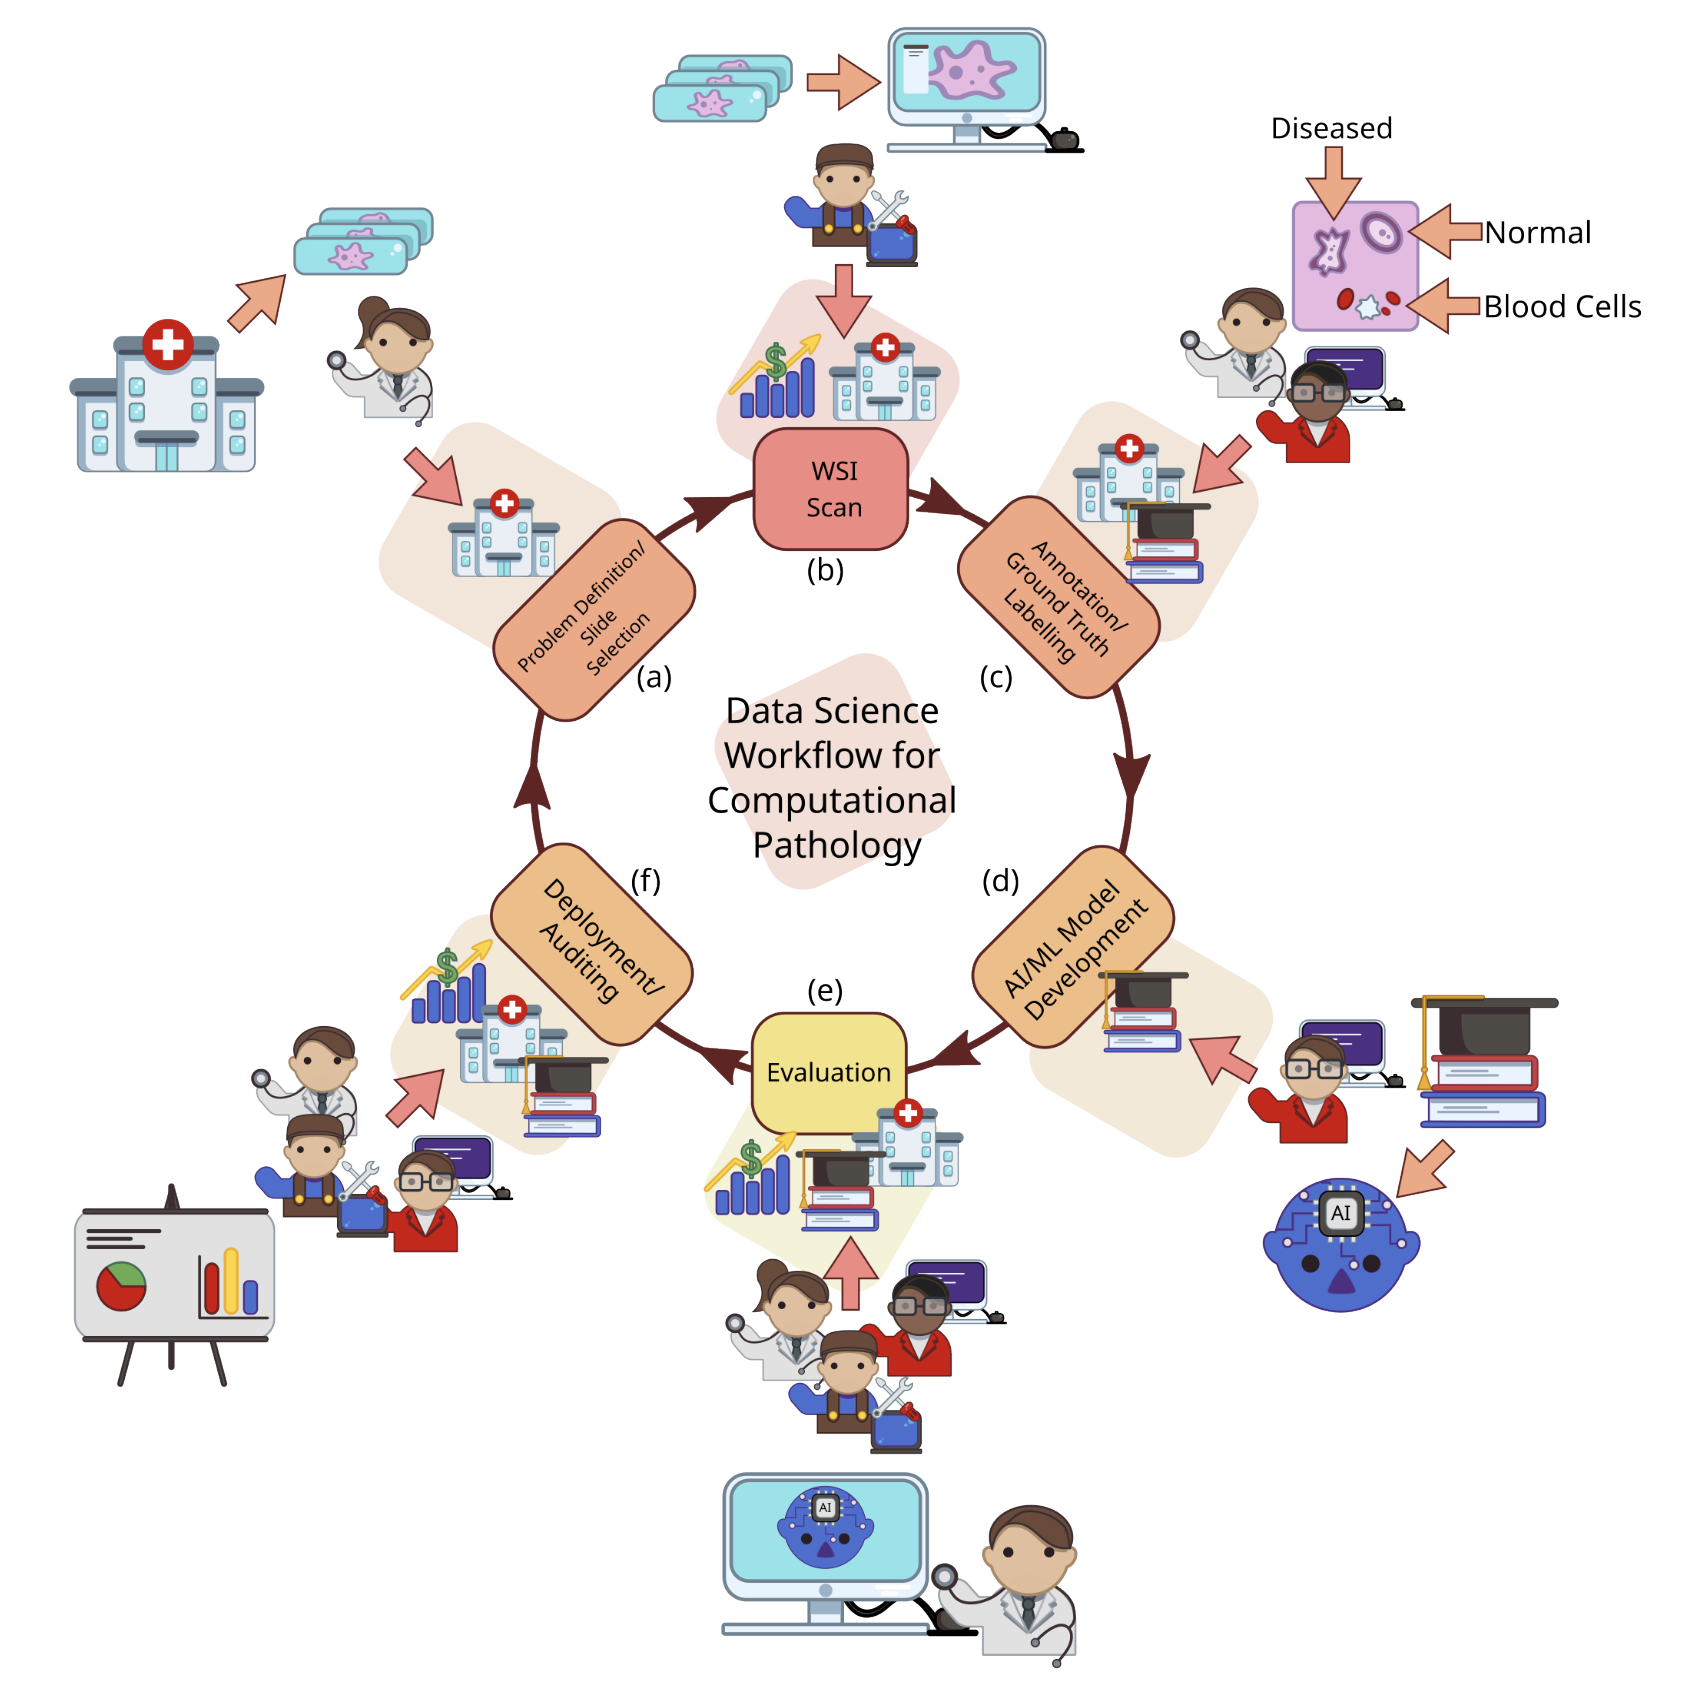 Diseased
Normal
Blood Cells
WSI
Scan
(b)
Problem Definition/
Slide
Selection
(a)
Annotation/
Ground Truth
Labelling
(c)
Data Science
Workflow for
Computational
Pathology
(f)
Deployment/
Auditing
(d)
AI/ML Model
Development
(e)
Evaluation
$
$
$
AI
AI